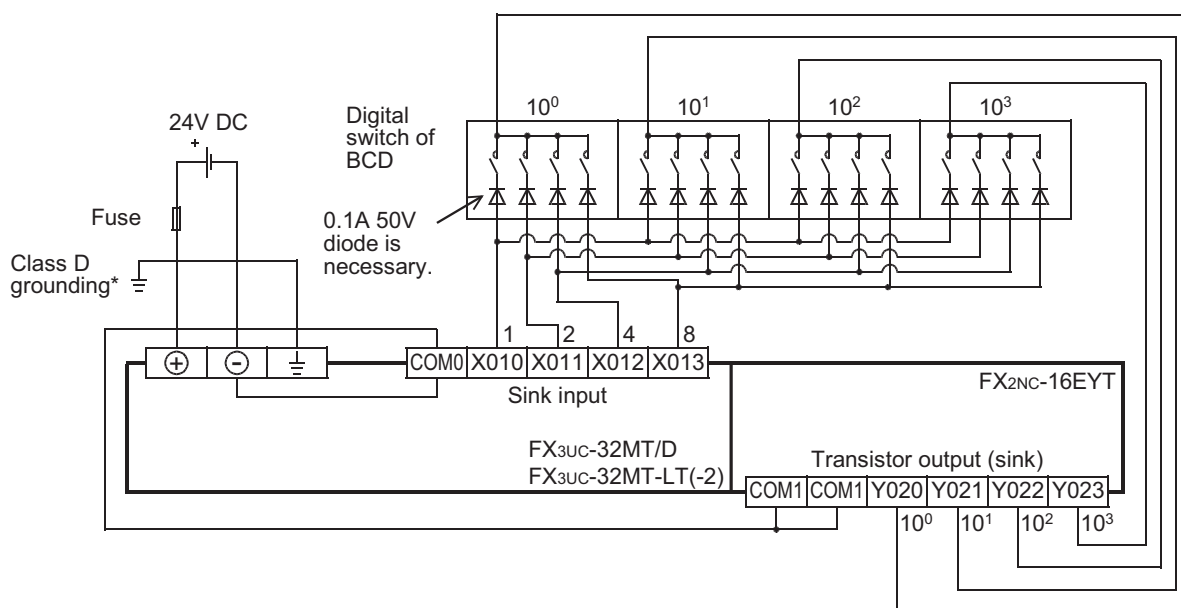 10⁰ 10¹ 10² 10³
24V DC
+
Digital
switch of
BCD
Fuse
0.1A 50V
diode is
necessary.
Class D
grounding*
1 2 4 8
+ - COM0 X010 X011 X012 X013
Sink input
FX2NC-16EYT
FX3UC-32MT/D
FX3UC-32MT-LT(-2)
Transistor output (sink)
COM1 COM1 Y020 Y021 Y022 Y023
10⁰ 10¹ 10² 10³